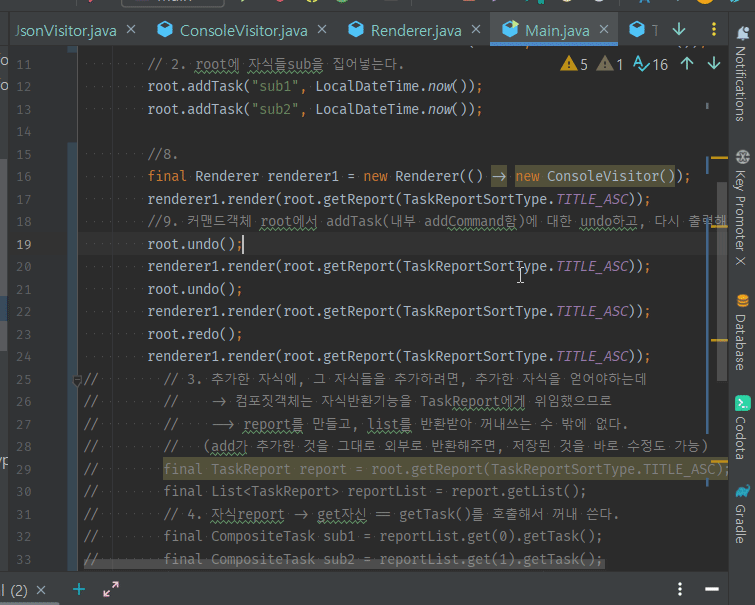 JsonVisitor.java × ConsoleVisitor.java × Renderer.java × Main.java ×
5 1 16
11 // 2. root에 자식들sub을 집어넣는다.
12 root.addTask("sub1", LocalDateTime.now());
13 root.addTask("sub2", LocalDateTime.now());
14
15 //8.
16 final Renderer renderer1 = new Renderer(() → new ConsoleVisitor());
17 renderer1.render(root.getReport(TaskReportSortType.TITLE_ASC));
18 //9. 커맨드객체 root에서 addTask(내부 addCommand함)에 대한 undo하고, 다시 출력해
19 root.undo();
20 renderer1.render(root.getReport(TaskReportSortType.TITLE_ASC));
21 root.undo();
22 renderer1.render(root.getReport(TaskReportSortType.TITLE_ASC));
23 root.redo();
24 renderer1.render(root.getReport(TaskReportSortType.TITLE_ASC));
25 // // 3. 추가한 자식에, 그 자식들을 추가하려면, 추가한 자식을 얻어야하는데
26 // // → 컴포짓객체는 자식반환기능을 TaskReport에게 위임했으므로
27 // // ──> report를 만들고, list를 반환받아 꺼내쓰는 수 밖에 없다.
28 // // (add가 추가한 것을 그대로 외부로 반환해주면, 저장된 것을 바로 수정도 가능)
29 // final TaskReport report = root.getReport(TaskReportSortType.TITLE_ASC);
30 // final List<TaskReport> reportList = report.getList();
31 // // 4. 자식report → get자신 == getTask()를 호출해서 꺼내 쓴다.
32 // final CompositeTask sub1 = reportList.get(0).getTask();
33 // final CompositeTask sub2 = reportList.get(1).getTask();
(2) ×
Notifications
Key Promoter X
Database
Codota
Gradle